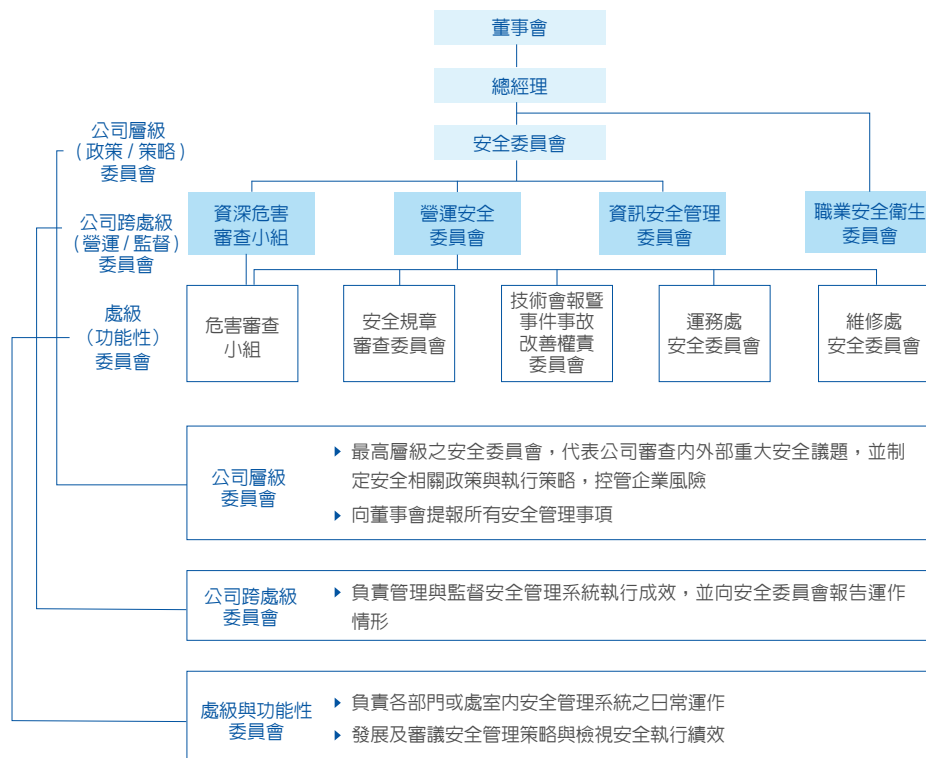 董事會
總經理
安全委員會
公司層級
（政策 / 策略）
委員會
公司跨處級
（營運 / 監督）
委員會
處級
（功能性）
委員會
資深危害
審查小組
營運安全
委員會
資訊安全管理
委員會
職業安全衛生
委員會
危害審查
小組
安全規章
審查委員會
技術會報暨
事件事故
改善權責
委員會
運務處
安全委員會
維修處
安全委員會
公司層級
委員會
最高層級之安全委員會，代表公司審查內外部重大安全議題，並制
定安全相關政策與執行策略，控管企業風險
向董事會提報所有安全管理事項
公司跨處級
委員會
負責管理與監督安全管理系統執行成效，並向安全委員會報告運作
情形
處級與功能性
委員會
負責各部門或處室內安全管理系統之日常運作
發展及審議安全管理策略與檢視安全執行績效